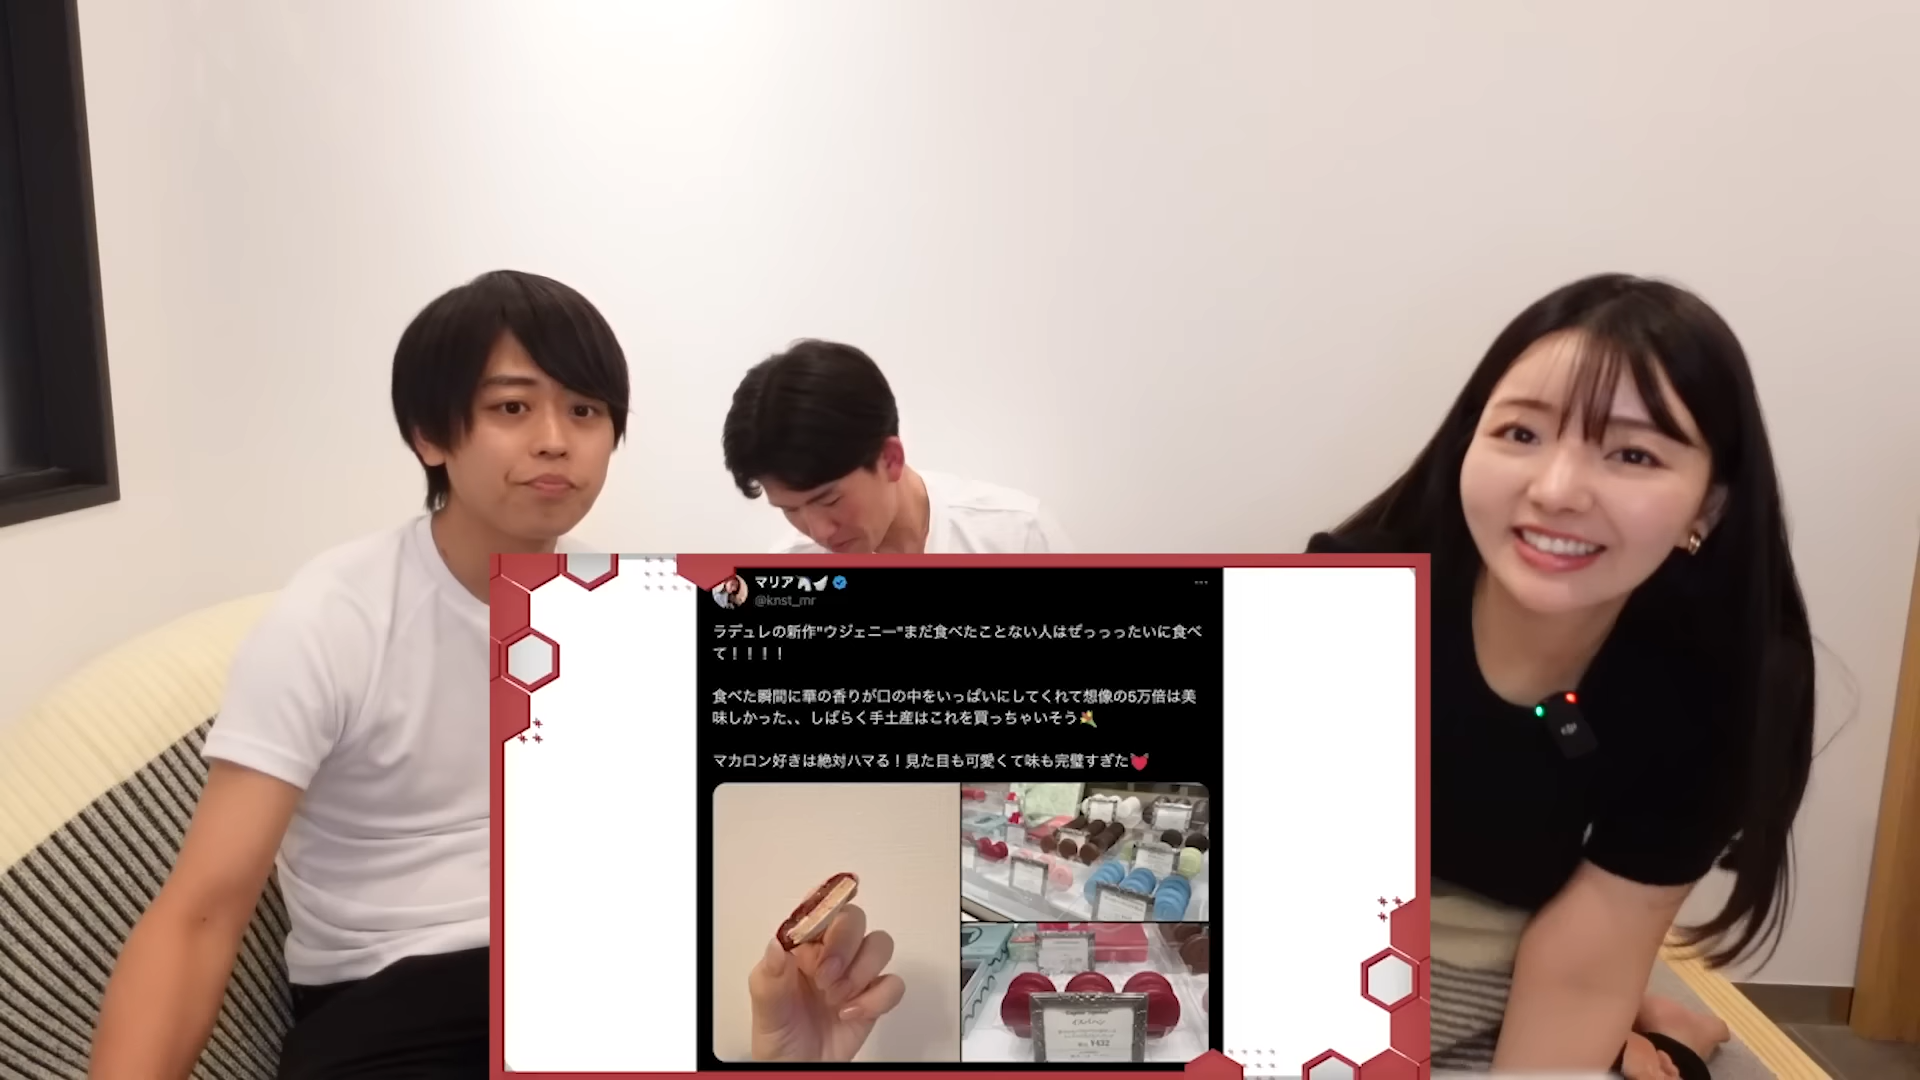 マリア
@knst_mr
ラデュレの新作"ウジェニー"まだ食べたことない人はぜっっったいに食べ
て！！！！
食べた瞬間に華の香りが口の中をいっぱいにしてくれて想像の5万倍は美
味しかった、、しばらく手土産はこれを買っちゃいそう💐
マカロン好きは絶対ハマる！見た目も可愛くて味も完璧すぎた💓
イスパハン
¥432